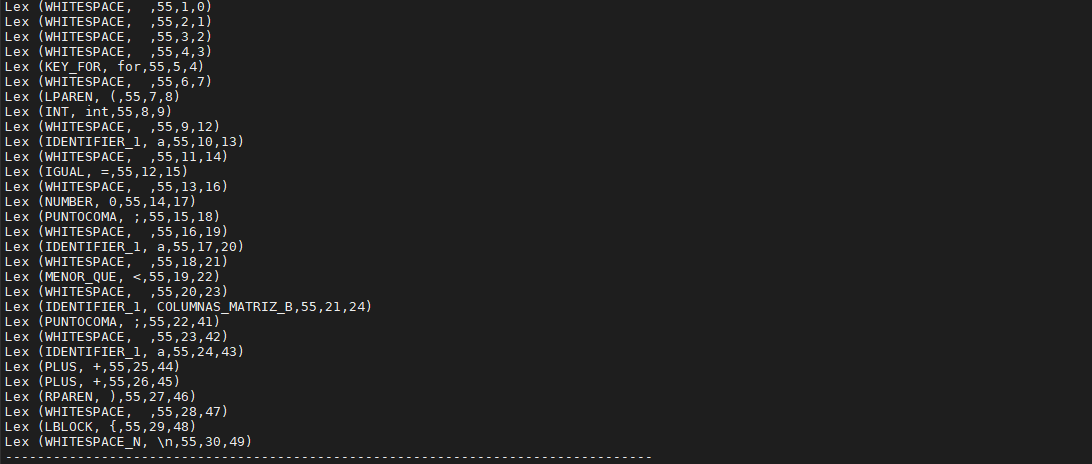 Lex (WHITESPACE,  ,55,1,0)
Lex (WHITESPACE,  ,55,2,1)
Lex (WHITESPACE,  ,55,3,2)
Lex (WHITESPACE,  ,55,4,3)
Lex (KEY_FOR, for,55,5,4)
Lex (WHITESPACE,  ,55,6,7)
Lex (LPAREN, (,55,7,8)
Lex (INT, int,55,8,9)
Lex (WHITESPACE,  ,55,9,12)
Lex (IDENTIFIER_1, a,55,10,13)
Lex (WHITESPACE,  ,55,11,14)
Lex (IGUAL, =,55,12,15)
Lex (WHITESPACE,  ,55,13,16)
Lex (NUMBER, 0,55,14,17)
Lex (PUNTOCOMA, ;,55,15,18)
Lex (WHITESPACE,  ,55,16,19)
Lex (IDENTIFIER_1, a,55,17,20)
Lex (WHITESPACE,  ,55,18,21)
Lex (MENOR_QUE, <,55,19,22)
Lex (WHITESPACE,  ,55,20,23)
Lex (IDENTIFIER_1, COLUMNAS_MATRIZ_B,55,21,24)
Lex (PUNTOCOMA, ;,55,22,41)
Lex (WHITESPACE,  ,55,23,42)
Lex (IDENTIFIER_1, a,55,24,43)
Lex (PLUS, +,55,25,44)
Lex (PLUS, +,55,26,45)
Lex (RPAREN, ),55,27,46)
Lex (WHITESPACE,  ,55,28,47)
Lex (LBLOCK, {,55,29,48)
Lex (WHITESPACE_N, \n,55,30,49)
---------------------------------------------------------------------------------